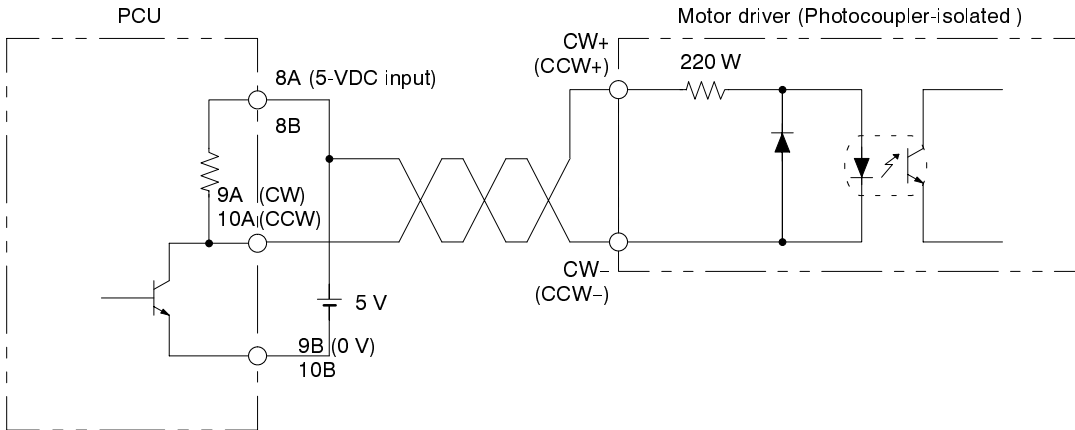 PCU
Motor driver (Photocoupler-isolated )
CW+
(CCW+)
220 W
8A (5-VDC input)
8B
9A (CW)
10A (CCW)
CW–
(CCW–)
5 V
9B (0 V)
10B